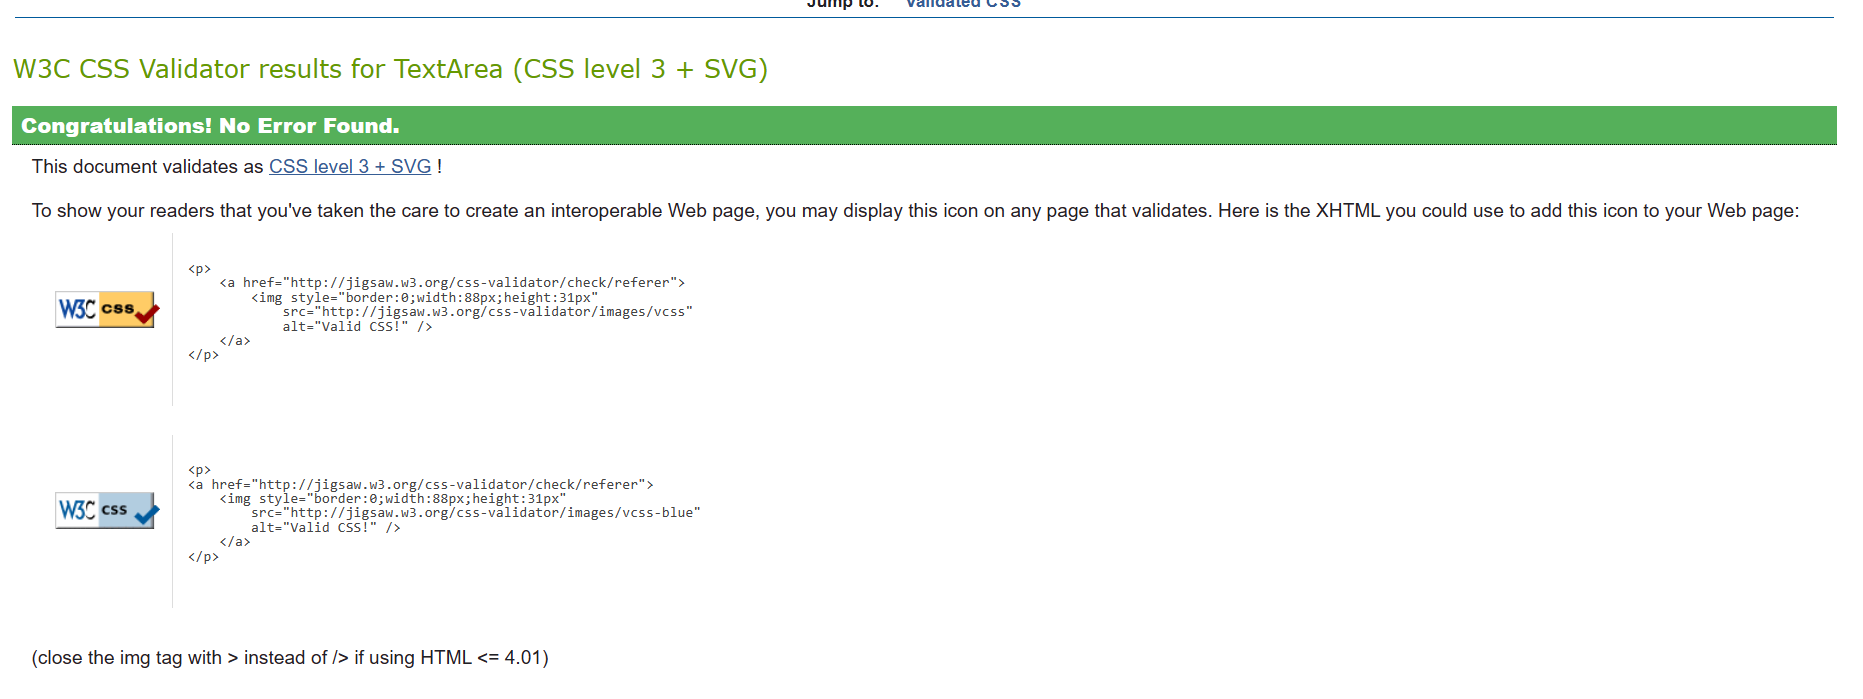 Jump to: Validated CSS
W3C CSS Validator results for TextArea (CSS level 3 + SVG)
Congratulations! No Error Found.
This document validates as CSS level 3 + SVG !
To show your readers that you've taken the care to create an interoperable Web page, you may display this icon on any page that validates. Here is the XHTML you could use to add this icon to your Web page:
W3C css
<p>
<a href="http://jigsaw.w3.org/css-validator/check/referer">
<img style="border:0;width:88px;height:31px"
src="http://jigsaw.w3.org/css-validator/images/vcss"
alt="Valid CSS!" />
</a>
</p>
W3C css
<p>
<a href="http://jigsaw.w3.org/css-validator/check/referer">
<img style="border:0;width:88px;height:31px"
src="http://jigsaw.w3.org/css-validator/images/vcss-blue"
alt="Valid CSS!" />
</a>
</p>
(close the img tag with > instead of /> if using HTML <= 4.01)